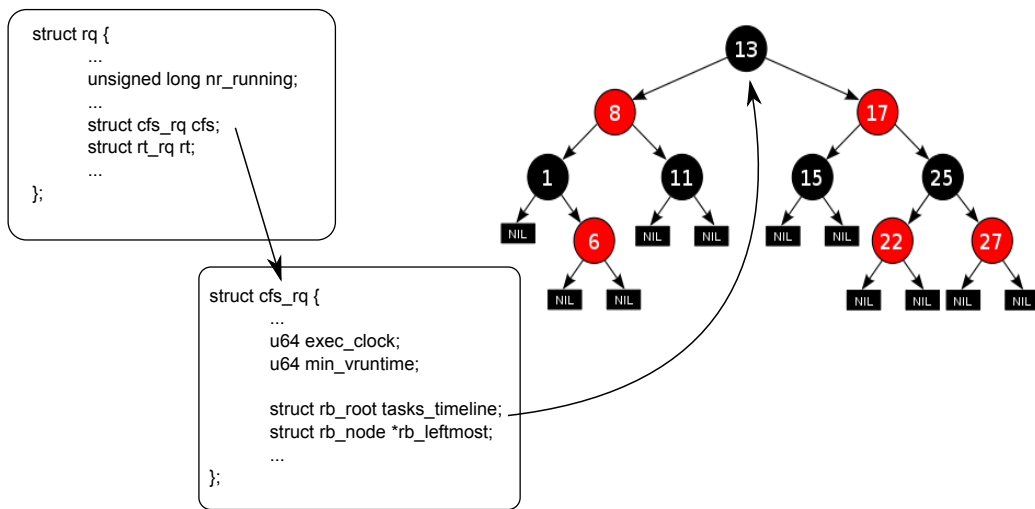 struct rq {
...
unsigned long nr_running;
...
struct cfs_rq cfs;
struct rt_rq rt;
...
};
struct cfs_rq {
...
u64 exec_clock;
u64 min_vruntime;
struct rb_root tasks_timeline;
struct rb_node *rb_leftmost;
...
};
13
8 17
1 11 15 25
NIL 6 NIL NIL NIL NIL 22 27
NIL NIL NIL NIL NIL NIL